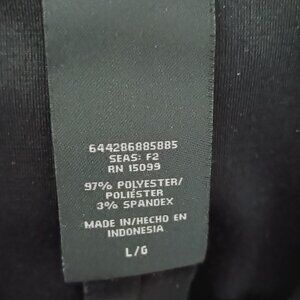 644286885885
SEAS: F2
RN 15099
97% POLYESTER/
POLIÉSTER
3% SPANDEX
MADE IN/HECHO EN
INDONESIA
L/G